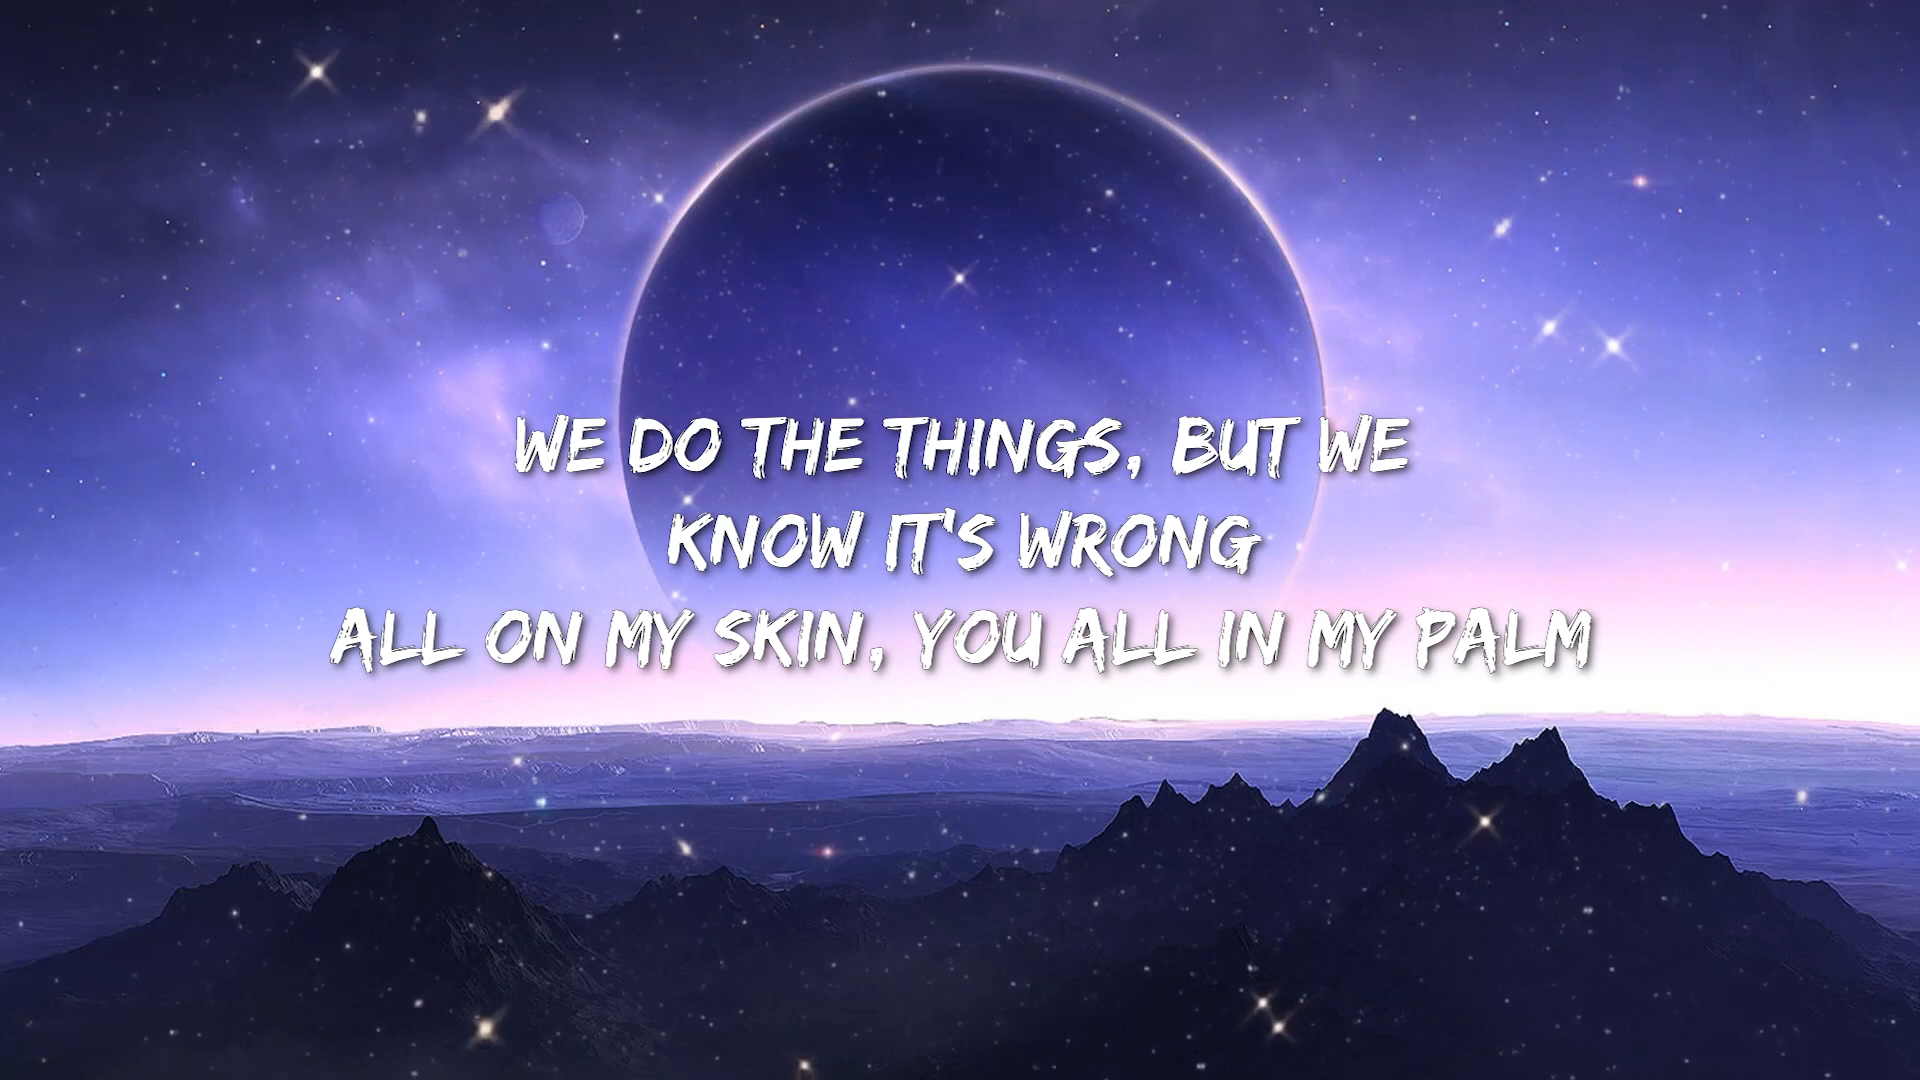 WE DO THE THINGS, BUT WE
KNOW IT'S WRONG
ALL ON MY SKIN, YOU ALL IN MY PALM